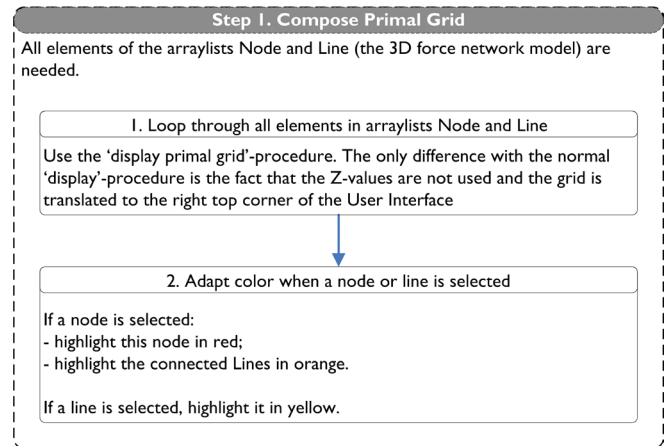 Step 1. Compose Primal Grid
All elements of the arraylists Node and Line (the 3D force network model) are
needed.
1. Loop through all elements in arraylists Node and Line
Use the ‘display primal grid’-procedure. The only difference with the normal
‘display’-procedure is the fact that the Z-values are not used and the grid is
translated to the right top corner of the User Interface
2. Adapt color when a node or line is selected
If a node is selected:
- highlight this node in red;
- highlight the connected Lines in orange.
If a line is selected, highlight it in yellow.